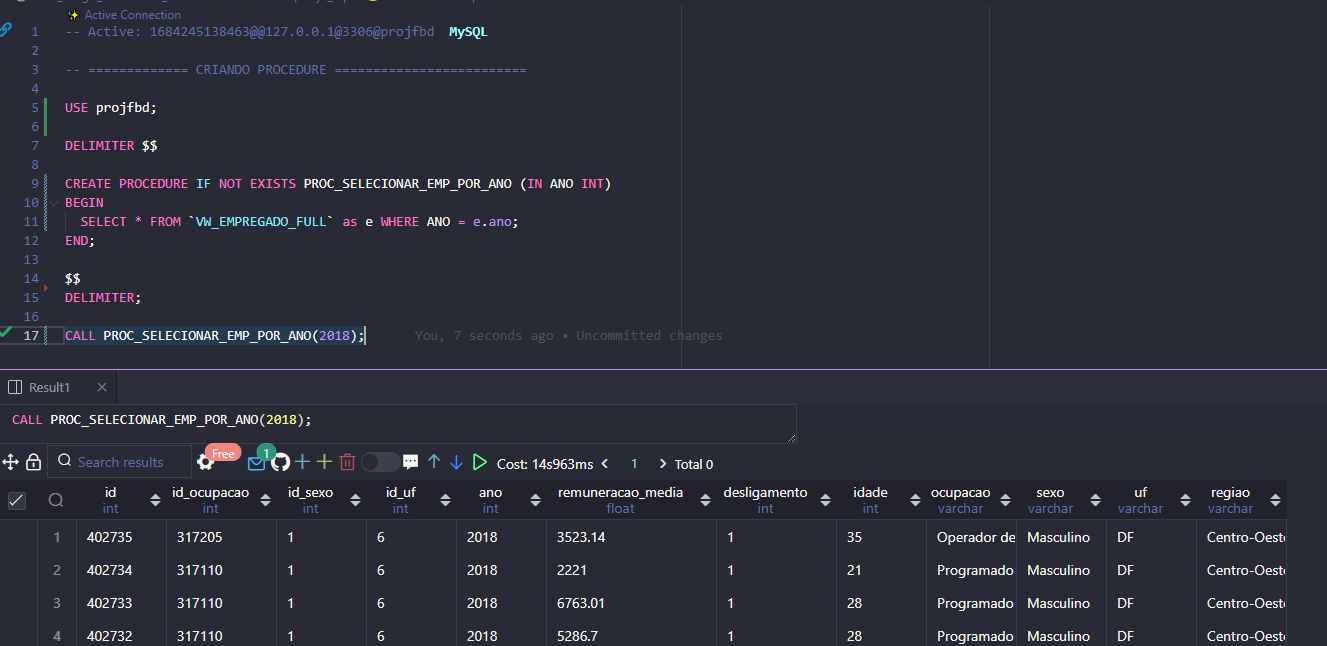 Active Connection
1 -- Active: 1684245138463@@127.0.0.1@3306@projfbd MySQL
2
3 -- ============= CRIANDO PROCEDURE =========================
4
5 USE projfbd;
6
7 DELIMITER $$
8
9 CREATE PROCEDURE IF NOT EXISTS PROC_SELECIONAR_EMP_POR_ANO (IN ANO INT)
10 BEGIN
11 SELECT * FROM `VW_EMPREGADO_FULL` as e WHERE ANO = e.ano;
12 END;
13
14 $$
15 DELIMITER;
16
17 CALL PROC_SELECIONAR_EMP_POR_ANO(2018); You, 7 seconds ago • Uncommitted changes
Result1
CALL PROC_SELECIONAR_EMP_POR_ANO(2018);
Search results Free 1 Cost: 14s963ms 1 Total 0
id id_ocupacao id_sexo id_uf ano remuneracao_media desligamento idade ocupacao sexo uf regiao
int int int int int float int int varchar varchar varchar varchar
1 402735 317205 1 6 2018 3523.14 1 35 Operador de Masculino DF Centro-Oest
2 402734 317110 1 6 2018 2221 1 21 Programado Masculino DF Centro-Oest
3 402733 317110 1 6 2018 6763.01 1 28 Programado Masculino DF Centro-Oest
4 402732 317110 1 6 2018 5286.7 1 28 Programado Masculino DF Centro-Oest